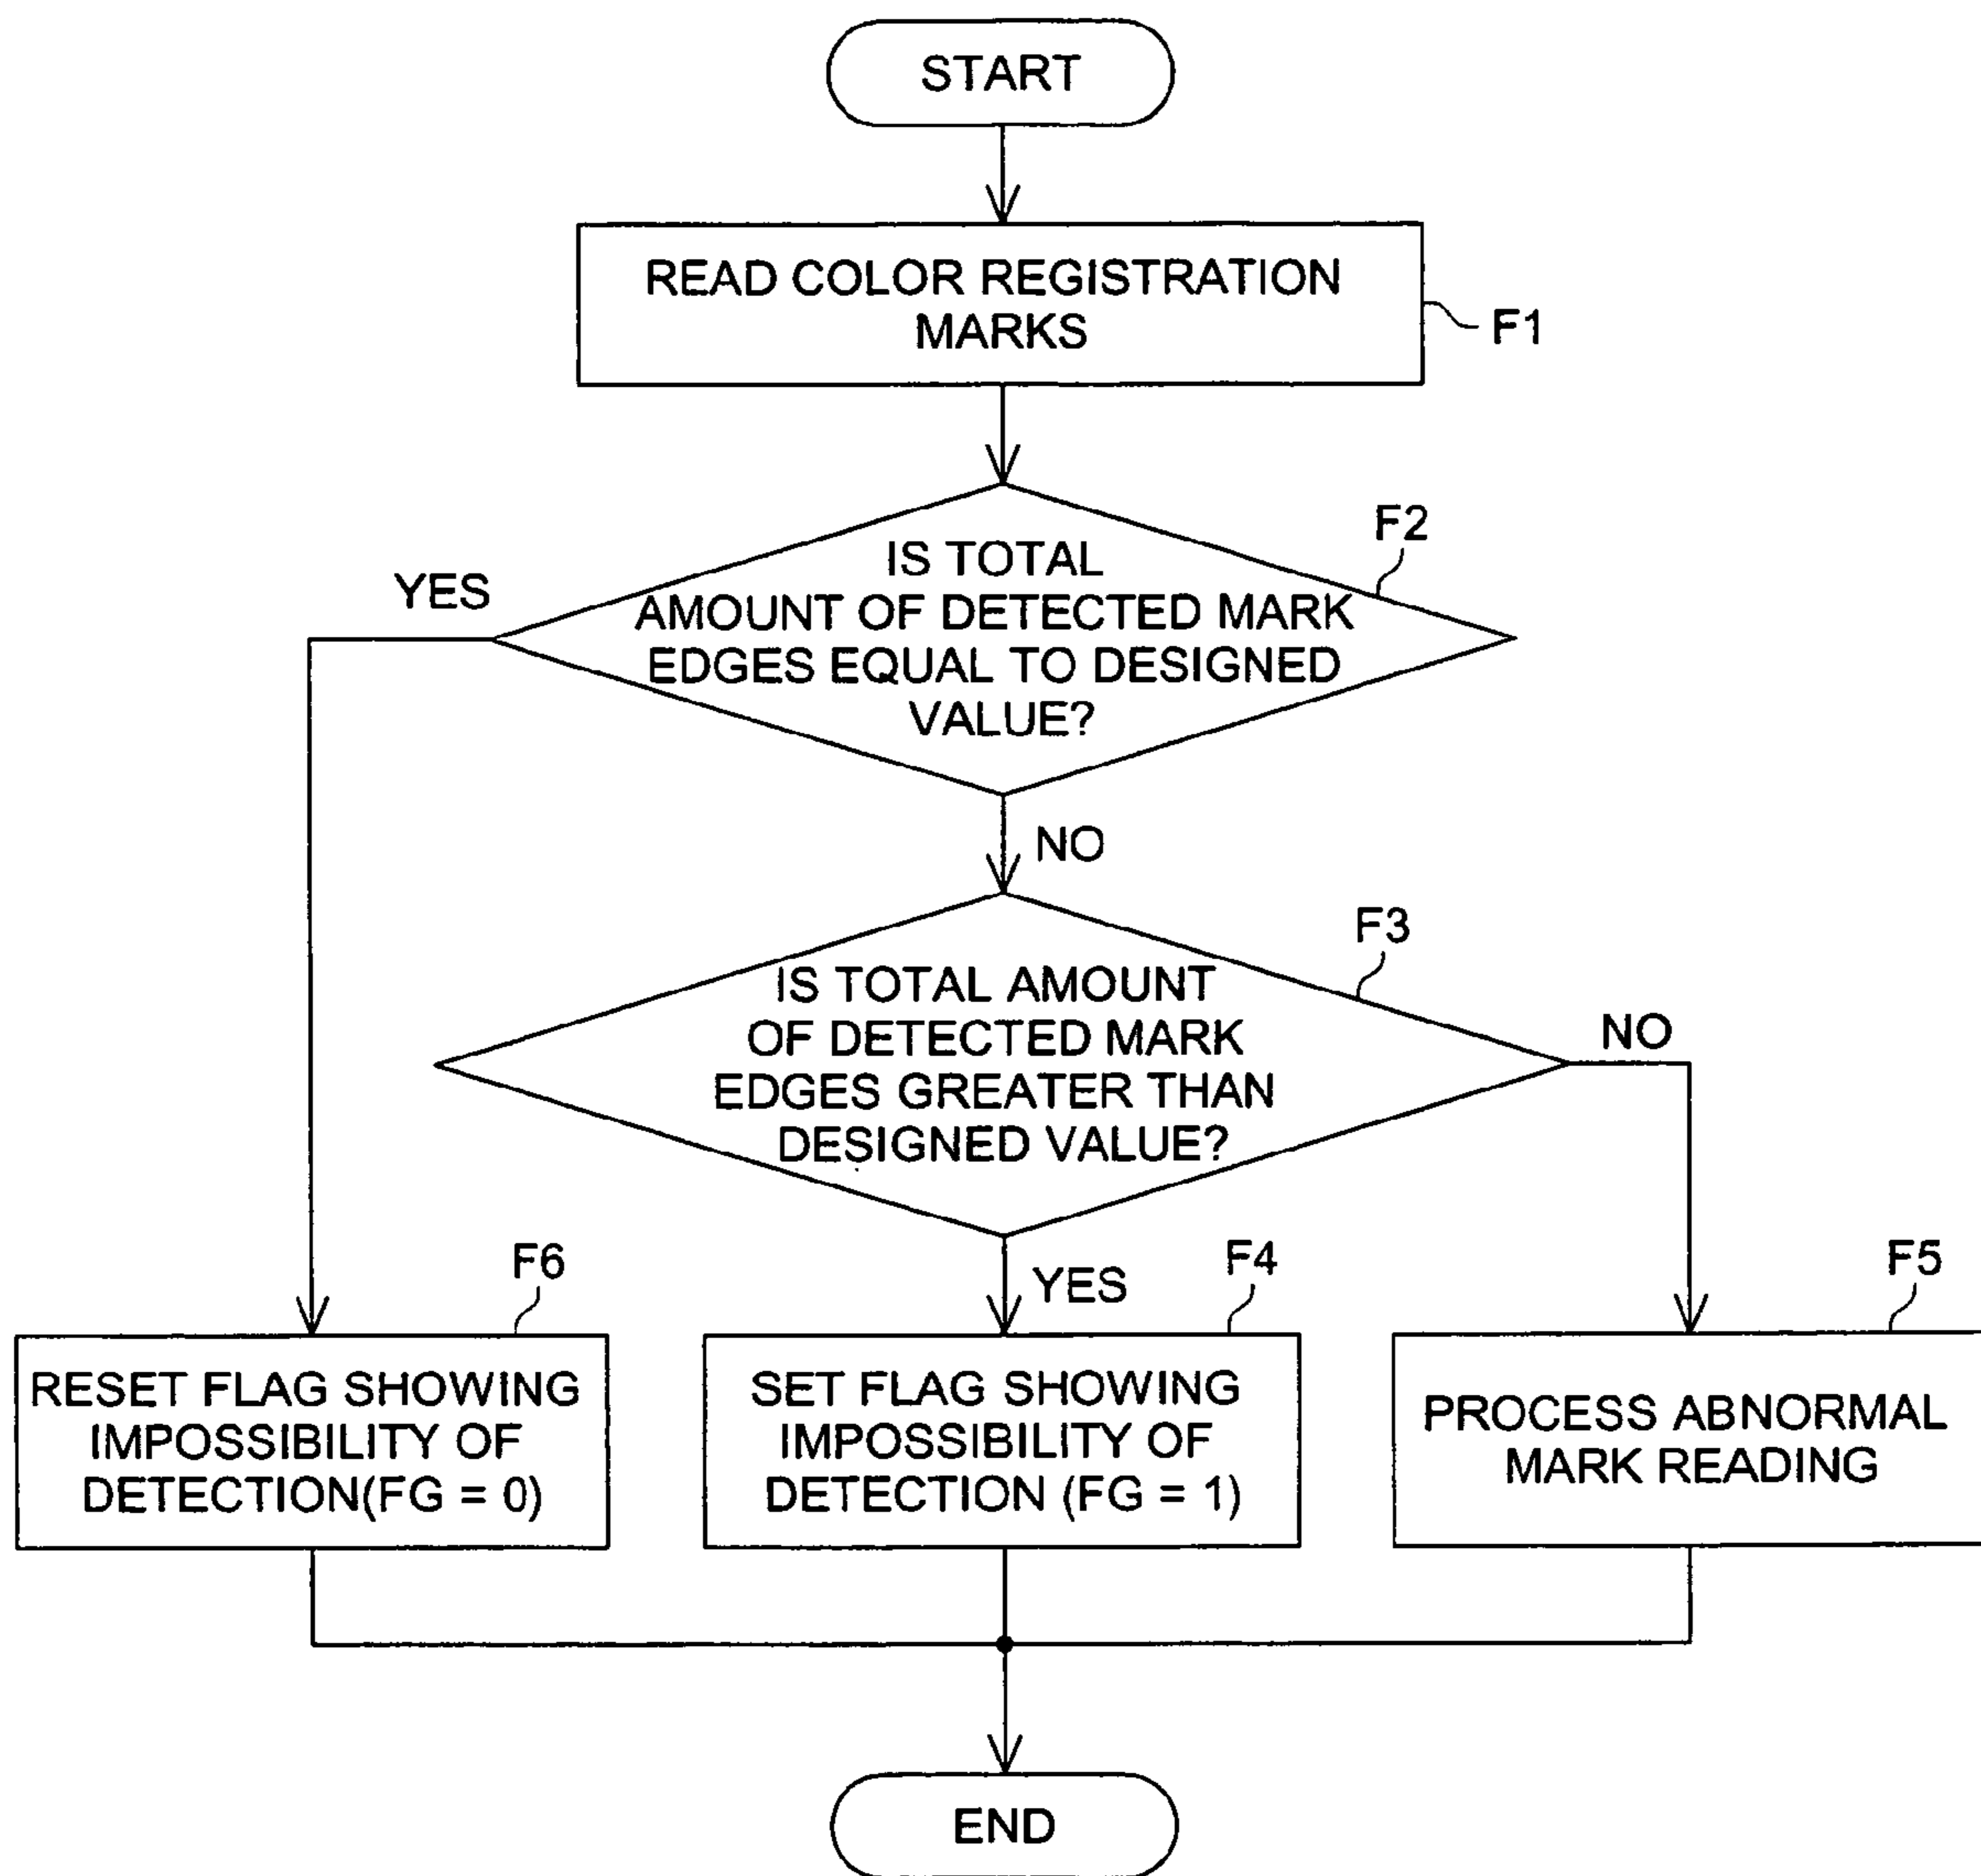 START
READ COLOR REGISTRATION
MARKS
F1
F2
IS TOTAL
AMOUNT OF DETECTED MARK
EDGES EQUAL TO DESIGNED
VALUE?
YES
NO
F3
IS TOTAL AMOUNT
OF DETECTED MARK
EDGES GREATER THAN
DESIGNED VALUE?
NO
YES
F6
RESET FLAG SHOWING
IMPOSSIBILITY OF
DETECTION(FG = 0)
F4
SET FLAG SHOWING
IMPOSSIBILITY OF
DETECTION (FG = 1)
F5
PROCESS ABNORMAL
MARK READING
END